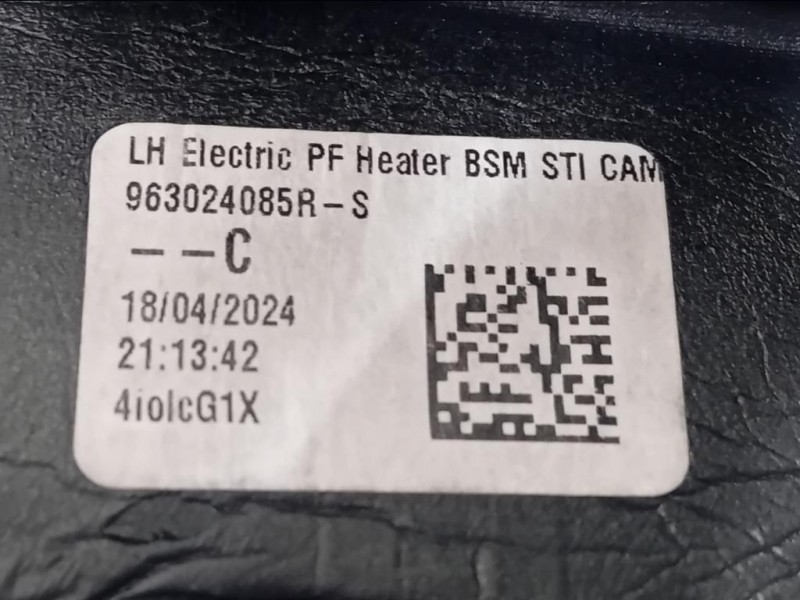 LH Electric PF Heater BSM STI CAM
963024085R-S
--C
18/04/2024
21:13:42
4iolcG1X